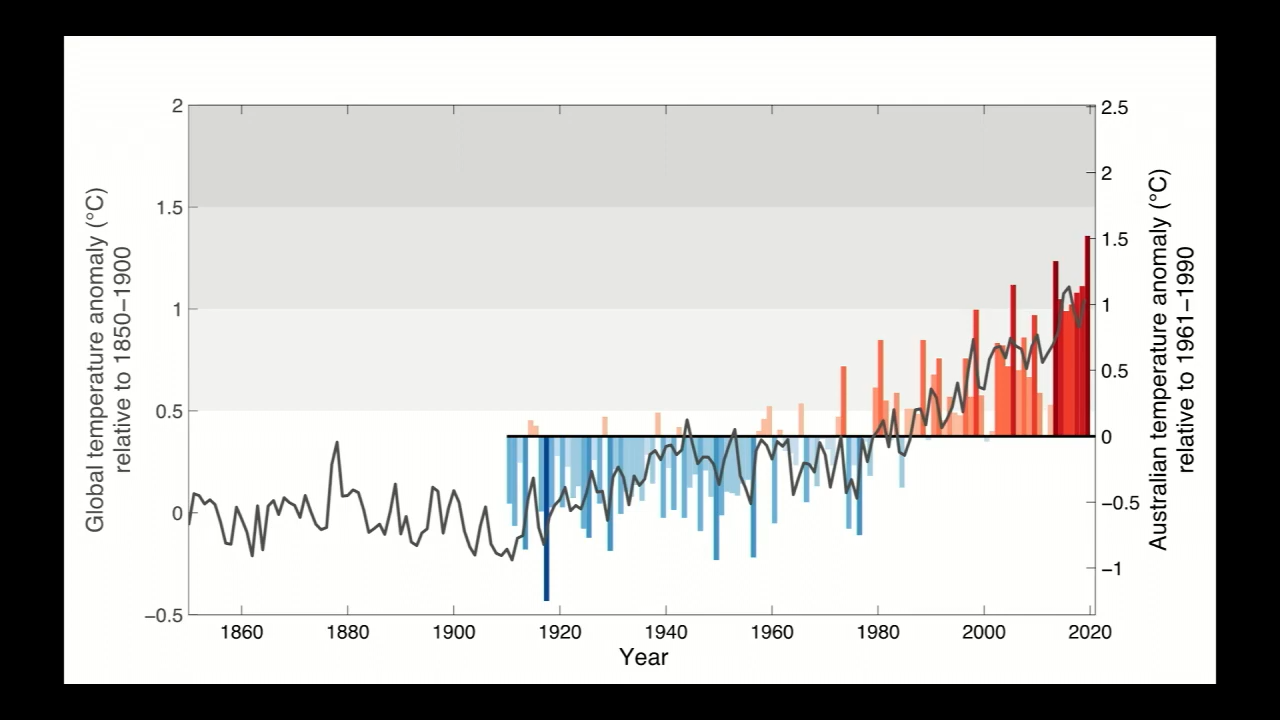 Global temperature anomaly (°C)
relative to 1850–1900
2
1.5
1
0.5
0
−0.5
1860 1880 1900 1920 1940 1960 1980 2000 2020
Year
2.5
2
1.5
1
0.5
0
−0.5
−1
Australian temperature anomaly (°C)
relative to 1961–1990